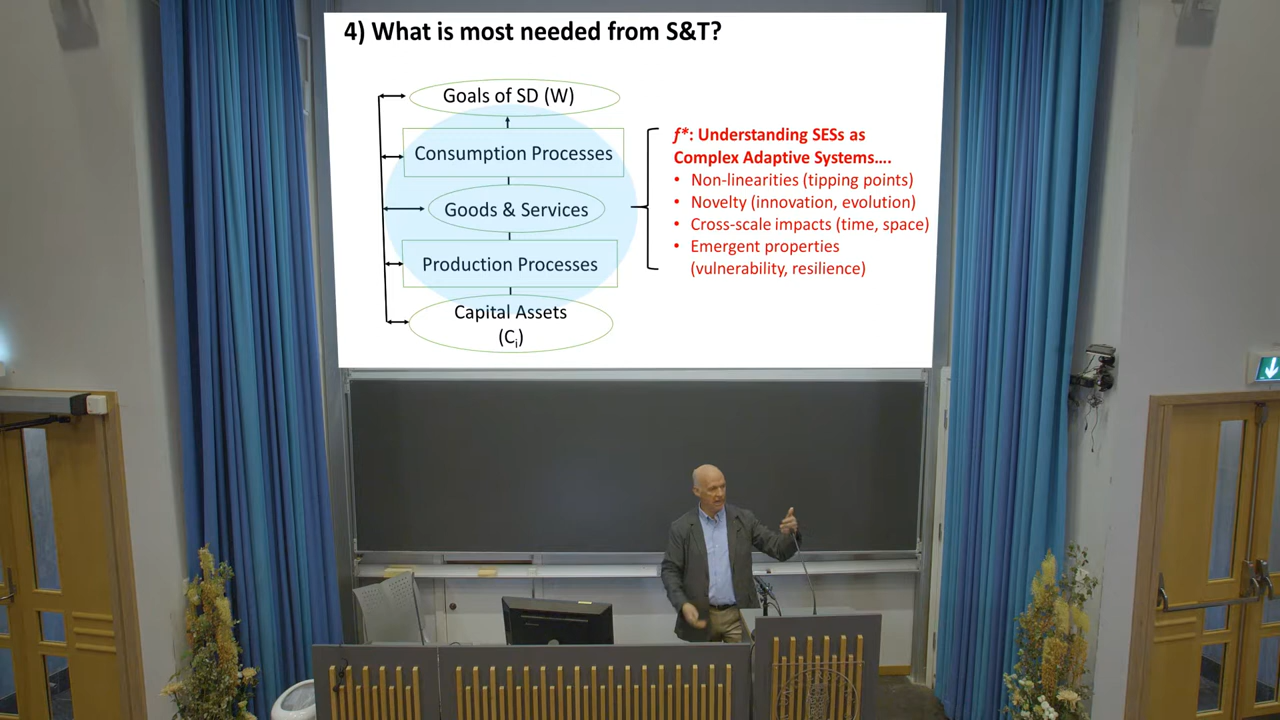 4) What is most needed from S&T?
Goals of SD (W)
Consumption Processes
Goods & Services
Production Processes
Capital Assets
(Ci)
f*: Understanding SESs as
Complex Adaptive Systems....
• Non-linearities (tipping points)
• Novelty (innovation, evolution)
• Cross-scale impacts (time, space)
• Emergent properties
(vulnerability, resilience)